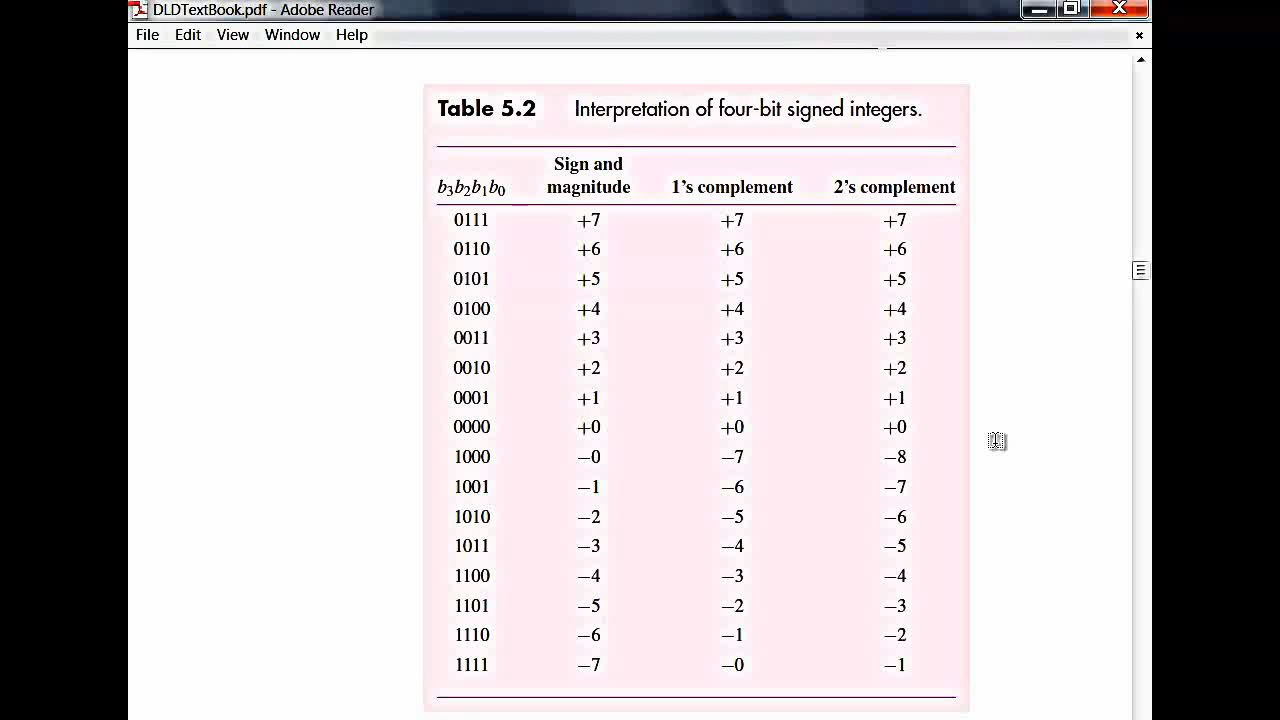 DLDTextBook.pdf - Adobe Reader
File Edit View Window Help
Table 5.2 Interpretation of four-bit signed integers.
Sign and
b₃b₂b₁b₀ magnitude 1's complement 2's complement
0111 +7 +7 +7
0110 +6 +6 +6
0101 +5 +5 +5
0100 +4 +4 +4
0011 +3 +3 +3
0010 +2 +2 +2
0001 +1 +1 +1
0000 +0 +0 +0
1000 −0 −7 −8
1001 −1 −6 −7
1010 −2 −5 −6
1011 −3 −4 −5
1100 −4 −3 −4
1101 −5 −2 −3
1110 −6 −1 −2
1111 −7 −0 −1